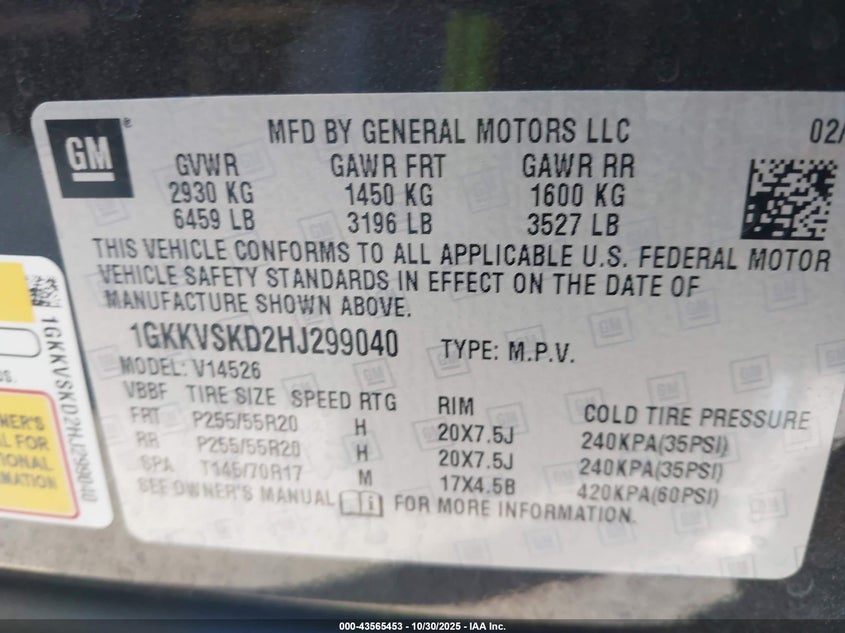 GM®
MFD BY GENERAL MOTORS LLC 02/
GVWR GAWR FRT GAWR RR
2930 KG 1450 KG 1600 KG
6459 LB 3196 LB 3527 LB
THIS VEHICLE CONFORMS TO ALL APPLICABLE U.S. FEDERAL MOTOR
VEHICLE SAFETY STANDARDS IN EFFECT ON THE DATE OF
MANUFACTURE SHOWN ABOVE.
1GKKVSKD2HJ299040 TYPE: M.P.V.
MODEL: V14526
VBBF TIRE SIZE SPEED RTG RIM COLD TIRE PRESSURE
FRT P255/55R20 H 20X7.5J 240KPA(35PSI)
RR P255/55R20 H 20X7.5J 240KPA(35PSI)
SPA T145/70R17 M 17X4.5B 420KPA(60PSI)
SEE OWNER'S MANUAL FOR MORE INFORMATION.
1GKKVSKD2HJ299040
OWNER'S
FOR
000-43565453 - 10/30/2025 - IAA Inc.